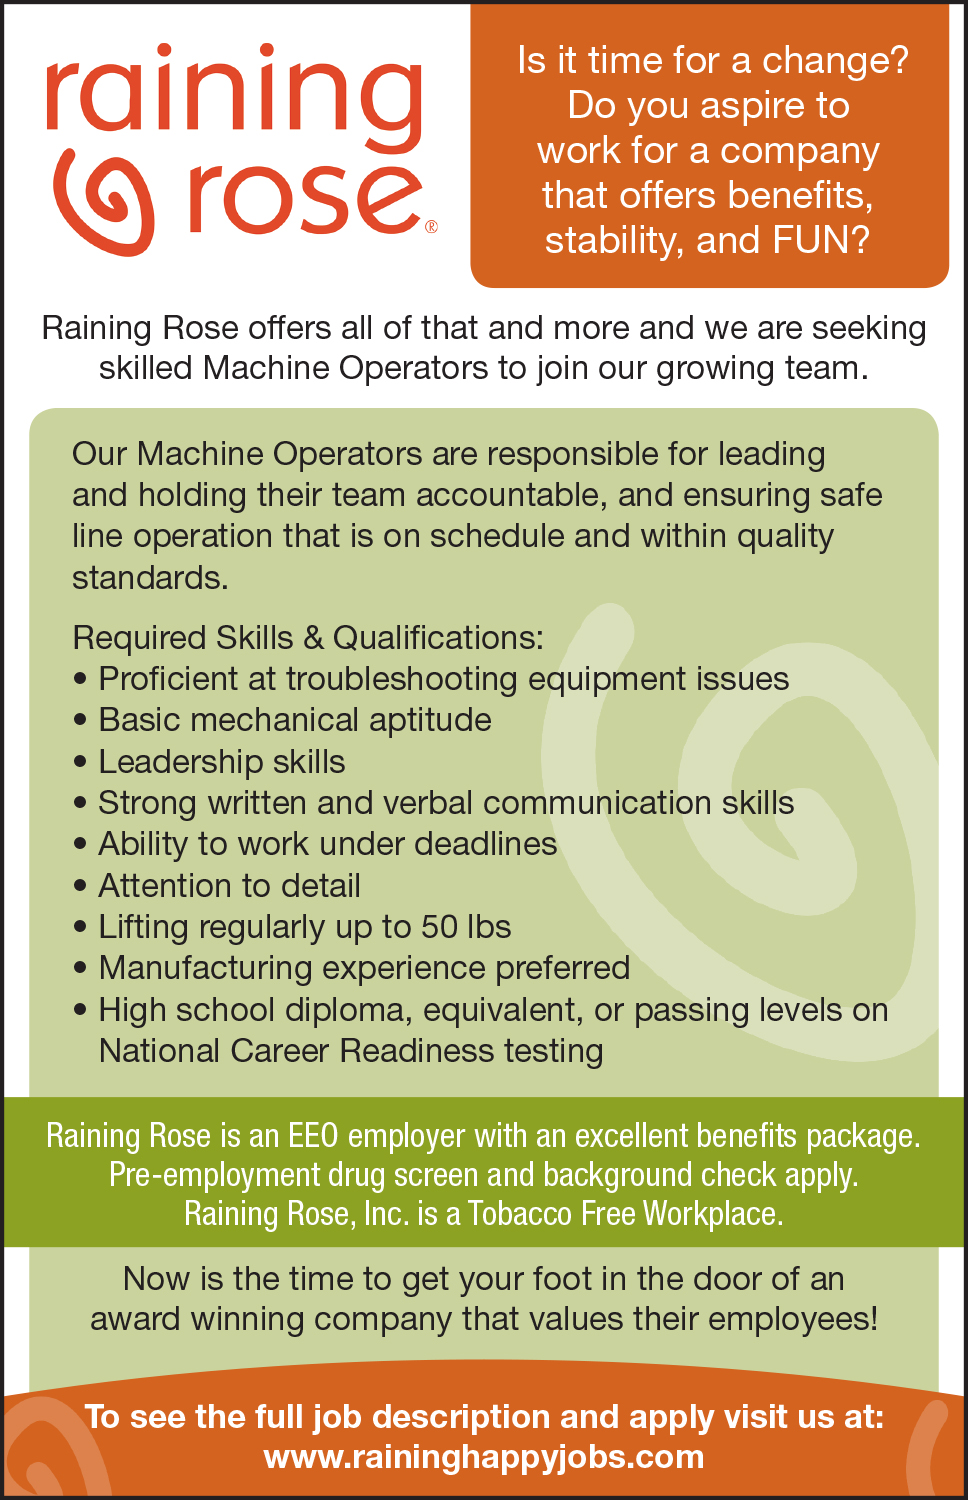 raining
rose®
Is it time for a change?
Do you aspire to
work for a company
that offers benefits,
stability, and FUN?
Raining Rose offers all of that and more and we are seeking
skilled Machine Operators to join our growing team.
Our Machine Operators are responsible for leading
and holding their team accountable, and ensuring safe
line operation that is on schedule and within quality
standards.
Required Skills & Qualifications:
• Proficient at troubleshooting equipment issues
• Basic mechanical aptitude
• Leadership skills
• Strong written and verbal communication skills
• Ability to work under deadlines
• Attention to detail
• Lifting regularly up to 50 lbs
• Manufacturing experience preferred
• High school diploma, equivalent, or passing levels on
National Career Readiness testing
Raining Rose is an EEO employer with an excellent benefits package.
Pre-employment drug screen and background check apply.
Raining Rose, Inc. is a Tobacco Free Workplace.
Now is the time to get your foot in the door of an
award winning company that values their employees!
To see the full job description and apply visit us at:
www.raininghappyjobs.com